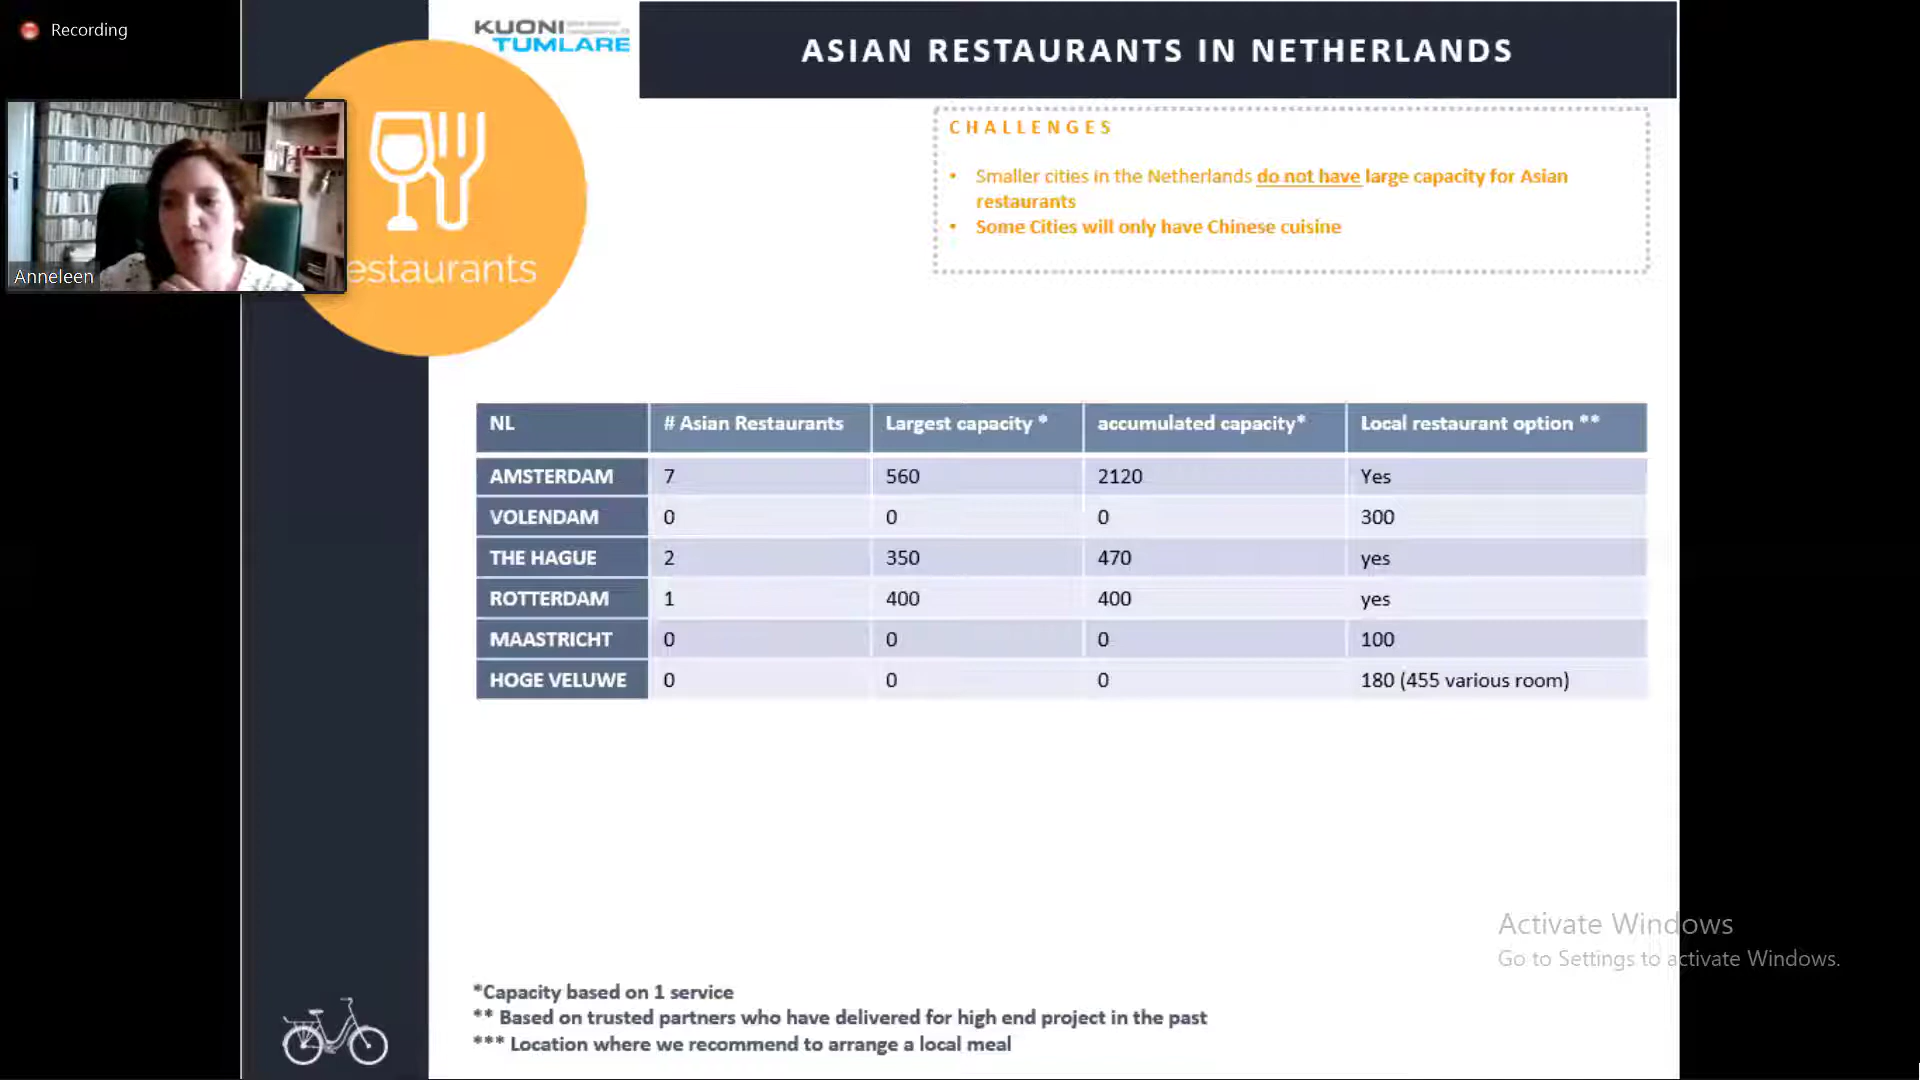 Recording
KUONI
TUMLARE
ASIAN RESTAURANTS IN NETHERLANDS
Anneleen
estaurants
CHALLENGES
• Smaller cities in the Netherlands do not have large capacity for Asian
restaurants
• Some Cities will only have Chinese cuisine
NL # Asian Restaurants Largest capacity * accumulated capacity* Local restaurant option **
AMSTERDAM 7 560 2120 Yes
VOLENDAM 0 0 0 300
THE HAGUE 2 350 470 yes
ROTTERDAM 1 400 400 yes
MAASTRICHT 0 0 0 100
HOGE VELUWE 0 0 0 180 (455 various room)
Activate Windows
Go to Settings to activate Windows.
*Capacity based on 1 service
** Based on trusted partners who have delivered for high end project in the past
*** Location where we recommend to arrange a local meal